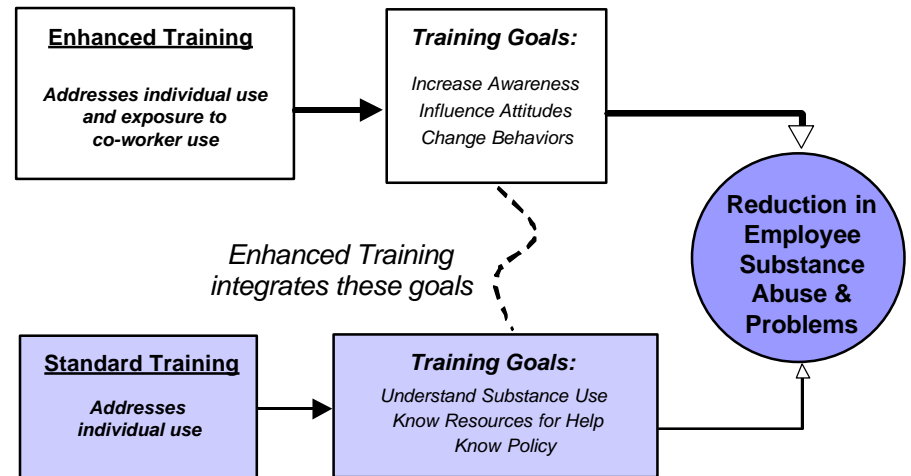 Enhanced Training
Addresses individual use
and exposure to
co-worker use
Training Goals:
Increase Awareness
Influence Attitudes
Change Behaviors
Reduction in
Employee
Substance
Abuse &
Problems
Enhanced Training
integrates these goals
Standard Training
Addresses
individual use
Training Goals:
Understand Substance Use
Know Resources for Help
Know Policy